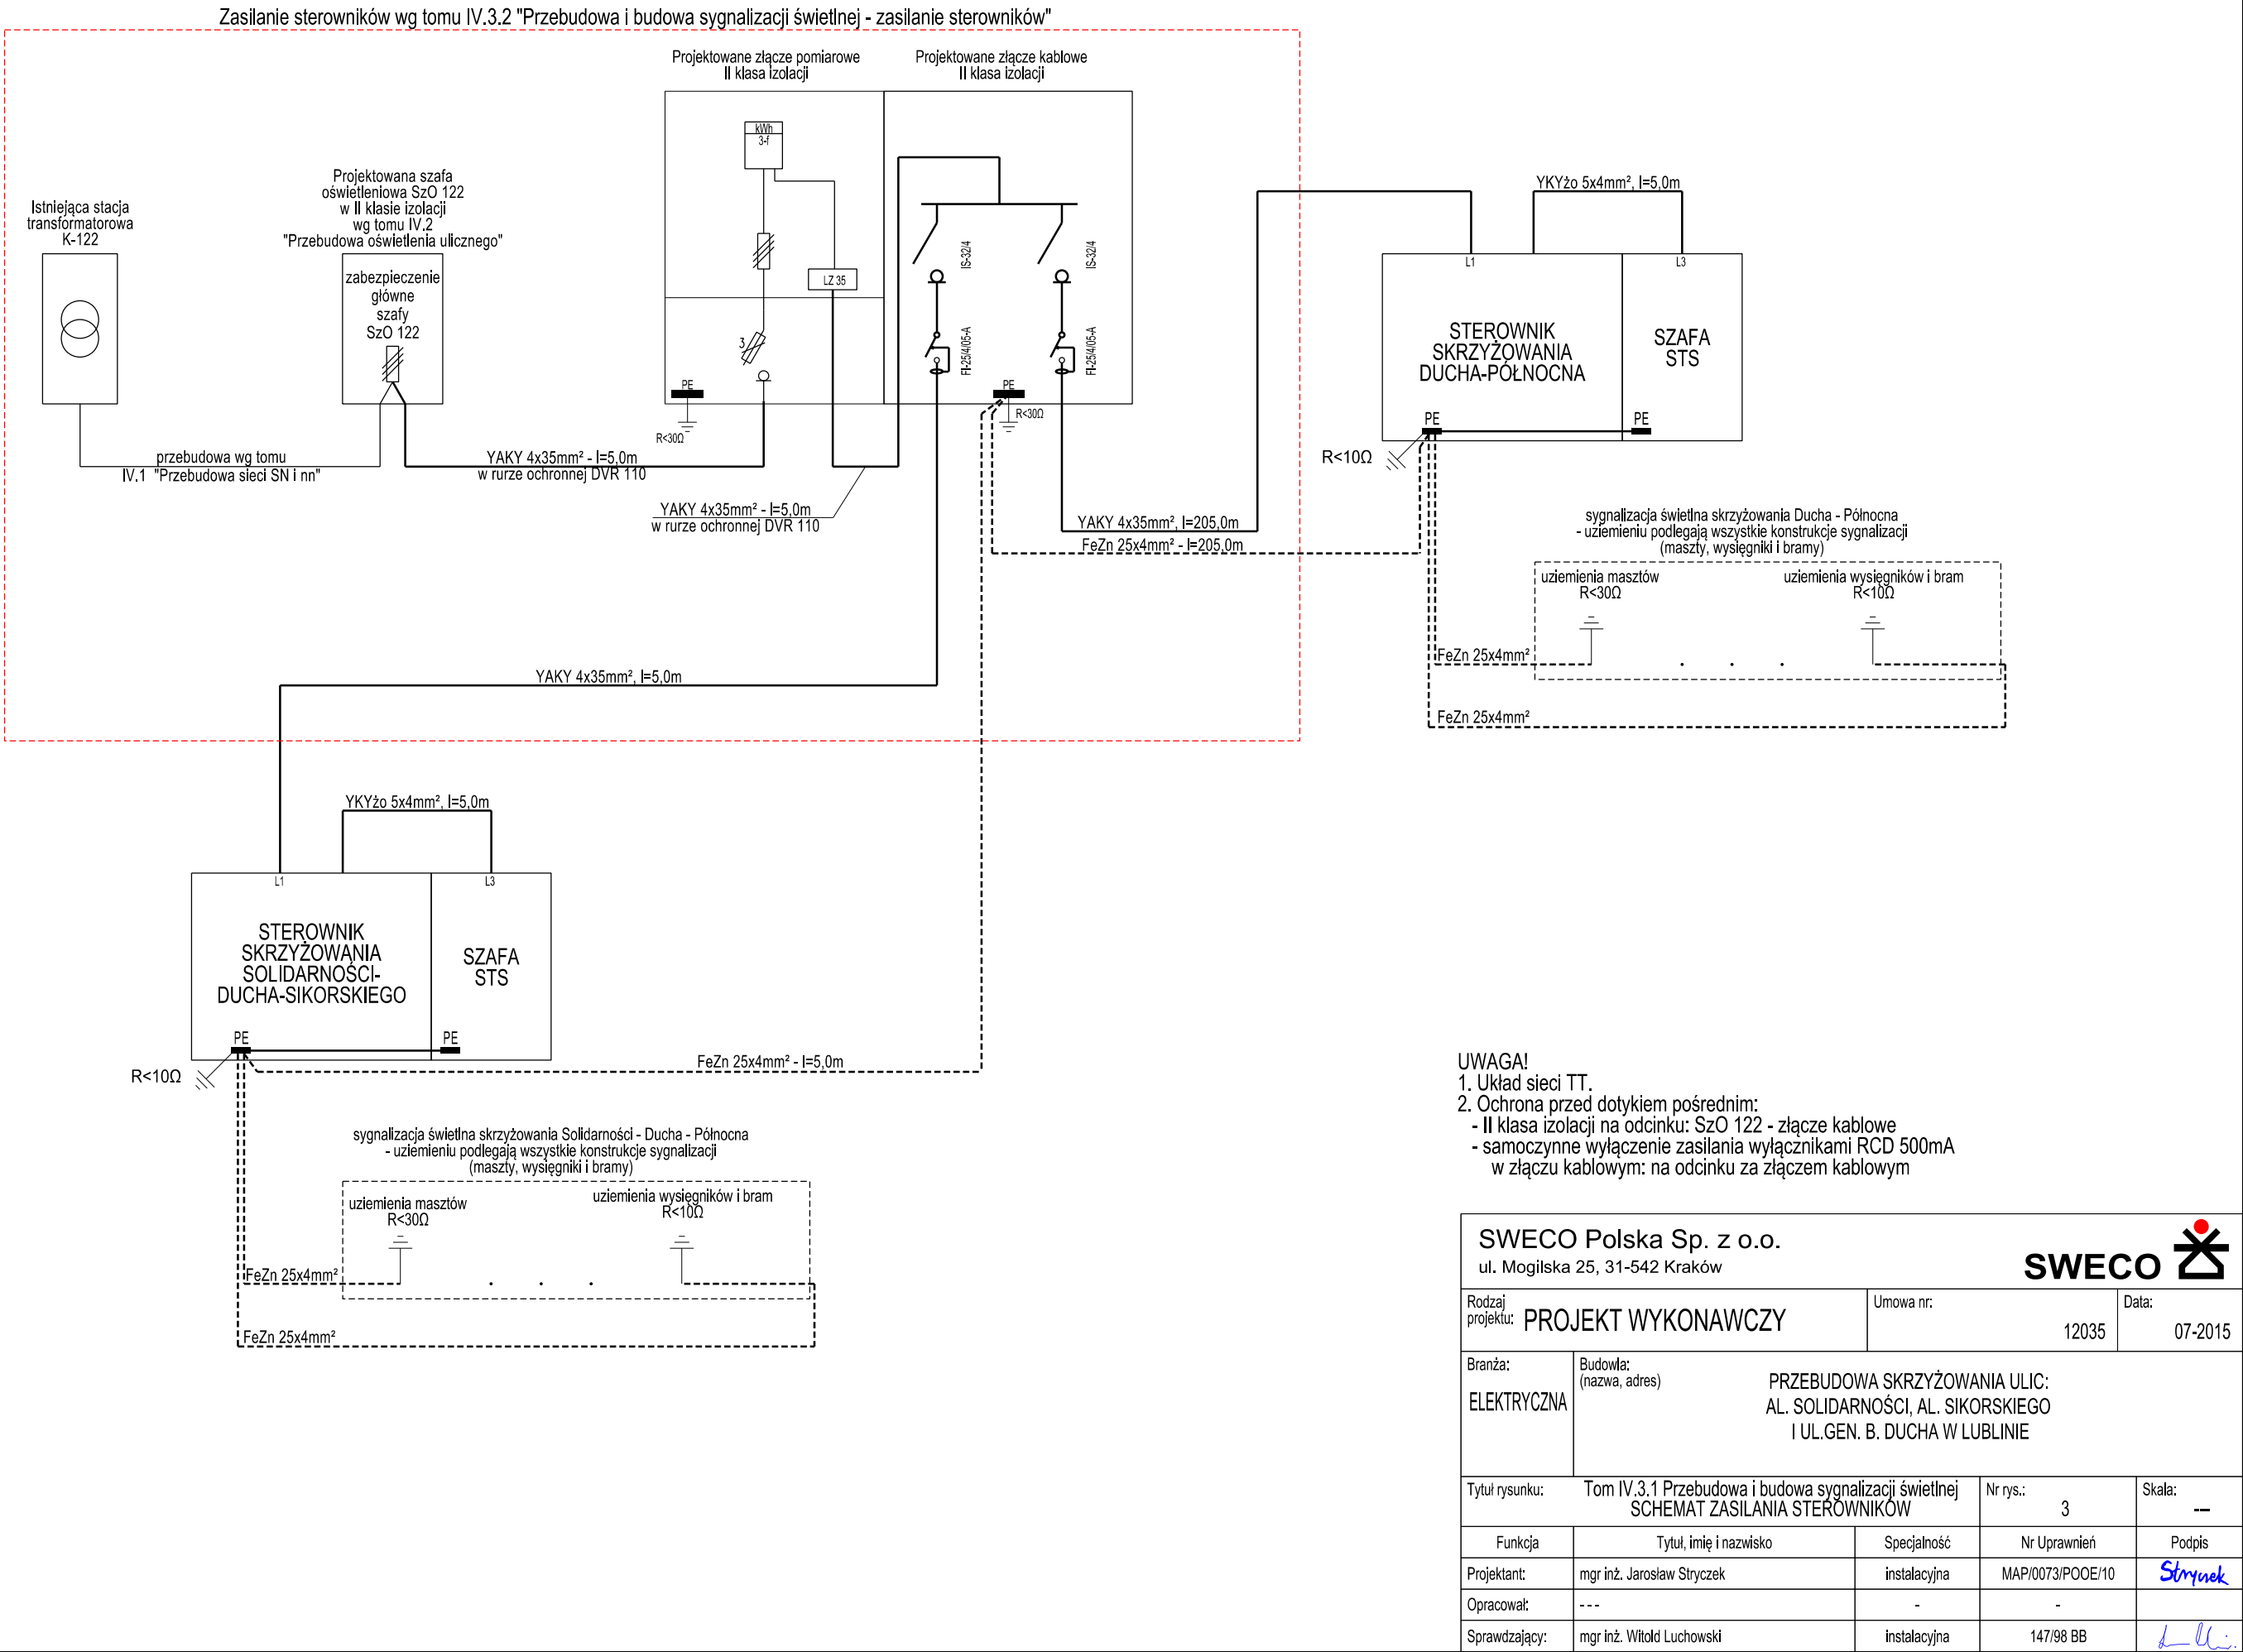 Zasilanie sterowników wg tomu IV.3.2 "Przebudowa i budowa sygnalizacji świetlnej - zasilanie sterowników"
Projektowane złącze pomiarowe
II klasa izolacji
Projektowane złącze kablowe
II klasa izolacji
kWh
3-f
LZ 35
3
PE
R<30Ω
IS-32/4
IS-32/4
FI-25/4/05-A
FI-25/4/05-A
PE
R<30Ω
Istniejąca stacja
transformatorowa
K-122
Projektowana szafa
oświetleniowa SzO 122
w II klasie izolacji
wg tomu IV.2
"Przebudowa oświetlenia ulicznego"
zabezpieczenie
główne
szafy
SzO 122
przebudowa wg tomu
IV.1 "Przebudowa sieci SN i nn"
YAKY 4x35mm² - l=5,0m
w rurze ochronnej DVR 110
YAKY 4x35mm² - l=5,0m
w rurze ochronnej DVR 110
YAKY 4x35mm², l=205,0m
FeZn 25x4mm² - l=205,0m
YAKY 4x35mm², l=5,0m
YKYżo 5x4mm², l=5,0m
L1
L3
STEROWNIK
SKRZYŻOWANIA
DUCHA-PÓŁNOCNA
SZAFA
STS
PE
PE
R<10Ω
sygnalizacja świetlna skrzyżowania Ducha - Północna
- uziemieniu podlegają wszystkie konstrukcje sygnalizacji
(maszty, wysięgniki i bramy)
uziemienia masztów
R<30Ω
uziemienia wysięgników i bram
R<10Ω
FeZn 25x4mm²
FeZn 25x4mm²
YKYżo 5x4mm², l=5,0m
L1
L3
STEROWNIK
SKRZYŻOWANIA
SOLIDARNOŚCI-
DUCHA-SIKORSKIEGO
SZAFA
STS
PE
PE
R<10Ω
FeZn 25x4mm² - l=5,0m
sygnalizacja świetlna skrzyżowania Solidarności - Ducha - Północna
- uziemieniu podlegają wszystkie konstrukcje sygnalizacji
(maszty, wysięgniki i bramy)
uziemienia masztów
R<30Ω
uziemienia wysięgników i bram
R<10Ω
FeZn 25x4mm²
FeZn 25x4mm²
UWAGA!
1. Układ sieci TT.
2. Ochrona przed dotykiem pośrednim:
- II klasa izolacji na odcinku: SzO 122 - złącze kablowe
- samoczynne wyłączenie zasilania wyłącznikami RCD 500mA
w złączu kablowym: na odcinku za złączem kablowym
SWECO Polska Sp. z o.o.
ul. Mogilska 25, 31-542 Kraków
SWECO
Rodzaj
projektu: PROJEKT WYKONAWCZY
Umowa nr:
12035
Data:
07-2015
Branża:
ELEKTRYCZNA
Budowla:
(nazwa, adres)
PRZEBUDOWA SKRZYŻOWANIA ULIC:
AL. SOLIDARNOŚCI, AL. SIKORSKIEGO
I UL.GEN. B. DUCHA W LUBLINIE
Tytuł rysunku:
Tom IV.3.1 Przebudowa i budowa sygnalizacji świetlnej
SCHEMAT ZASILANIA STEROWNIKÓW
Nr rys.:
3
Skala:
---
Funkcja Tytuł, imię i nazwisko Specjalność Nr Uprawnień Podpis
Projektant: mgr inż. Jarosław Stryczek instalacyjna MAP/0073/POOE/10 Stryczek
Opracował: --- - -
Sprawdzający: mgr inż. Witold Luchowski instalacyjna 147/98 BB